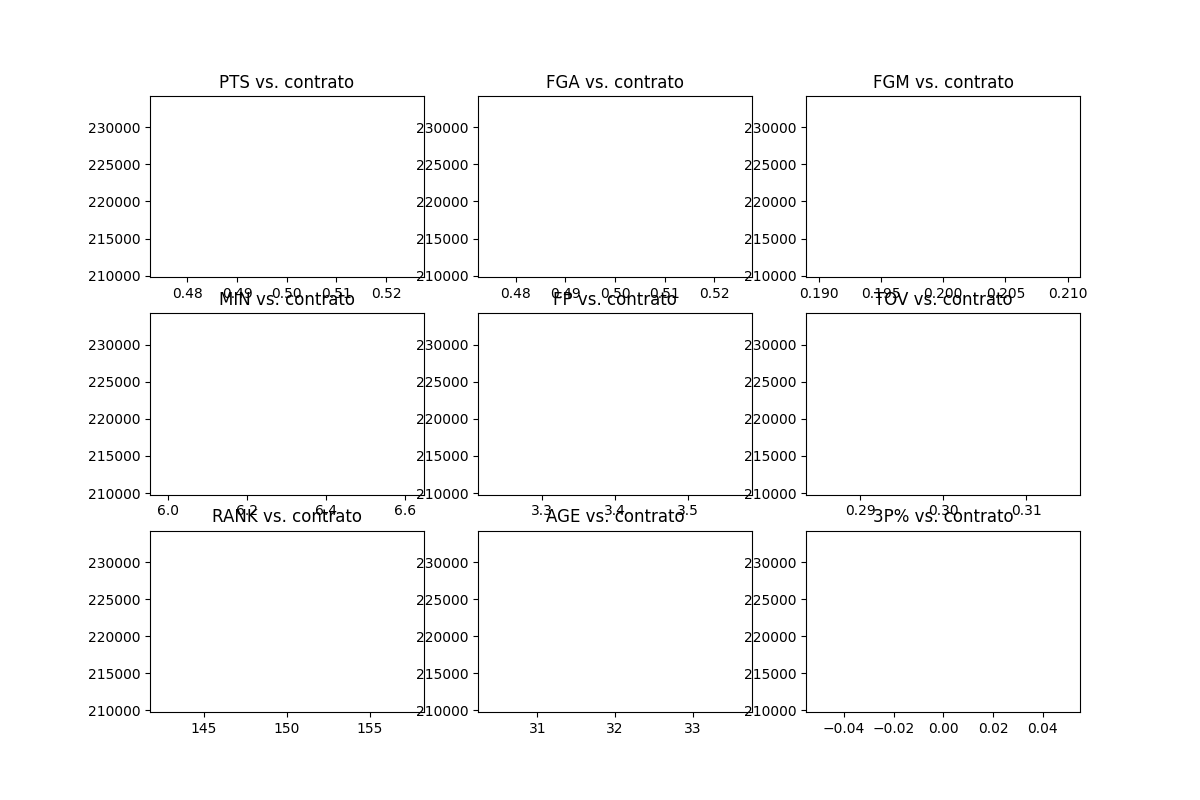 PTS vs. contrato
FGA vs. contrato
FGM vs. contrato
230000
225000
220000
215000
210000
0.48 0.49 0.50 0.51 0.52
230000
225000
220000
215000
210000
0.48 0.49 0.50 0.51 0.52
230000
225000
220000
215000
210000
0.190 0.195 0.200 0.205 0.210
MIN vs. contrato
FP vs. contrato
TOV vs. contrato
230000
225000
220000
215000
210000
6.0 6.2 6.4 6.6
230000
225000
220000
215000
210000
3.3 3.4 3.5
230000
225000
220000
215000
210000
0.29 0.30 0.31
RANK vs. contrato
AGE vs. contrato
3P% vs. contrato
230000
225000
220000
215000
210000
145 150 155
230000
225000
220000
215000
210000
31 32 33
230000
225000
220000
215000
210000
−0.04 −0.02 0.00 0.02 0.04